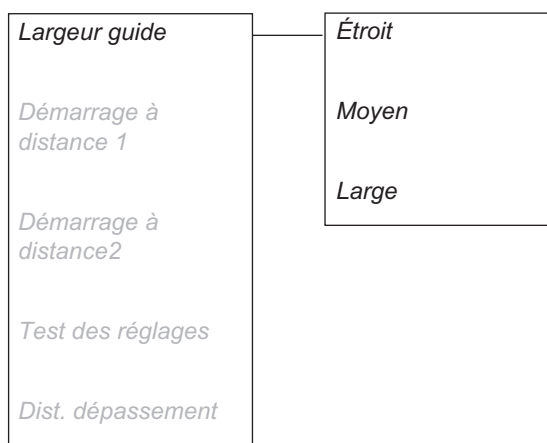 Largeur guide
Démarrage à
distance 1
Démarrage à
distance2
Test des réglages
Dist. dépassement
Étroit
Moyen
Large